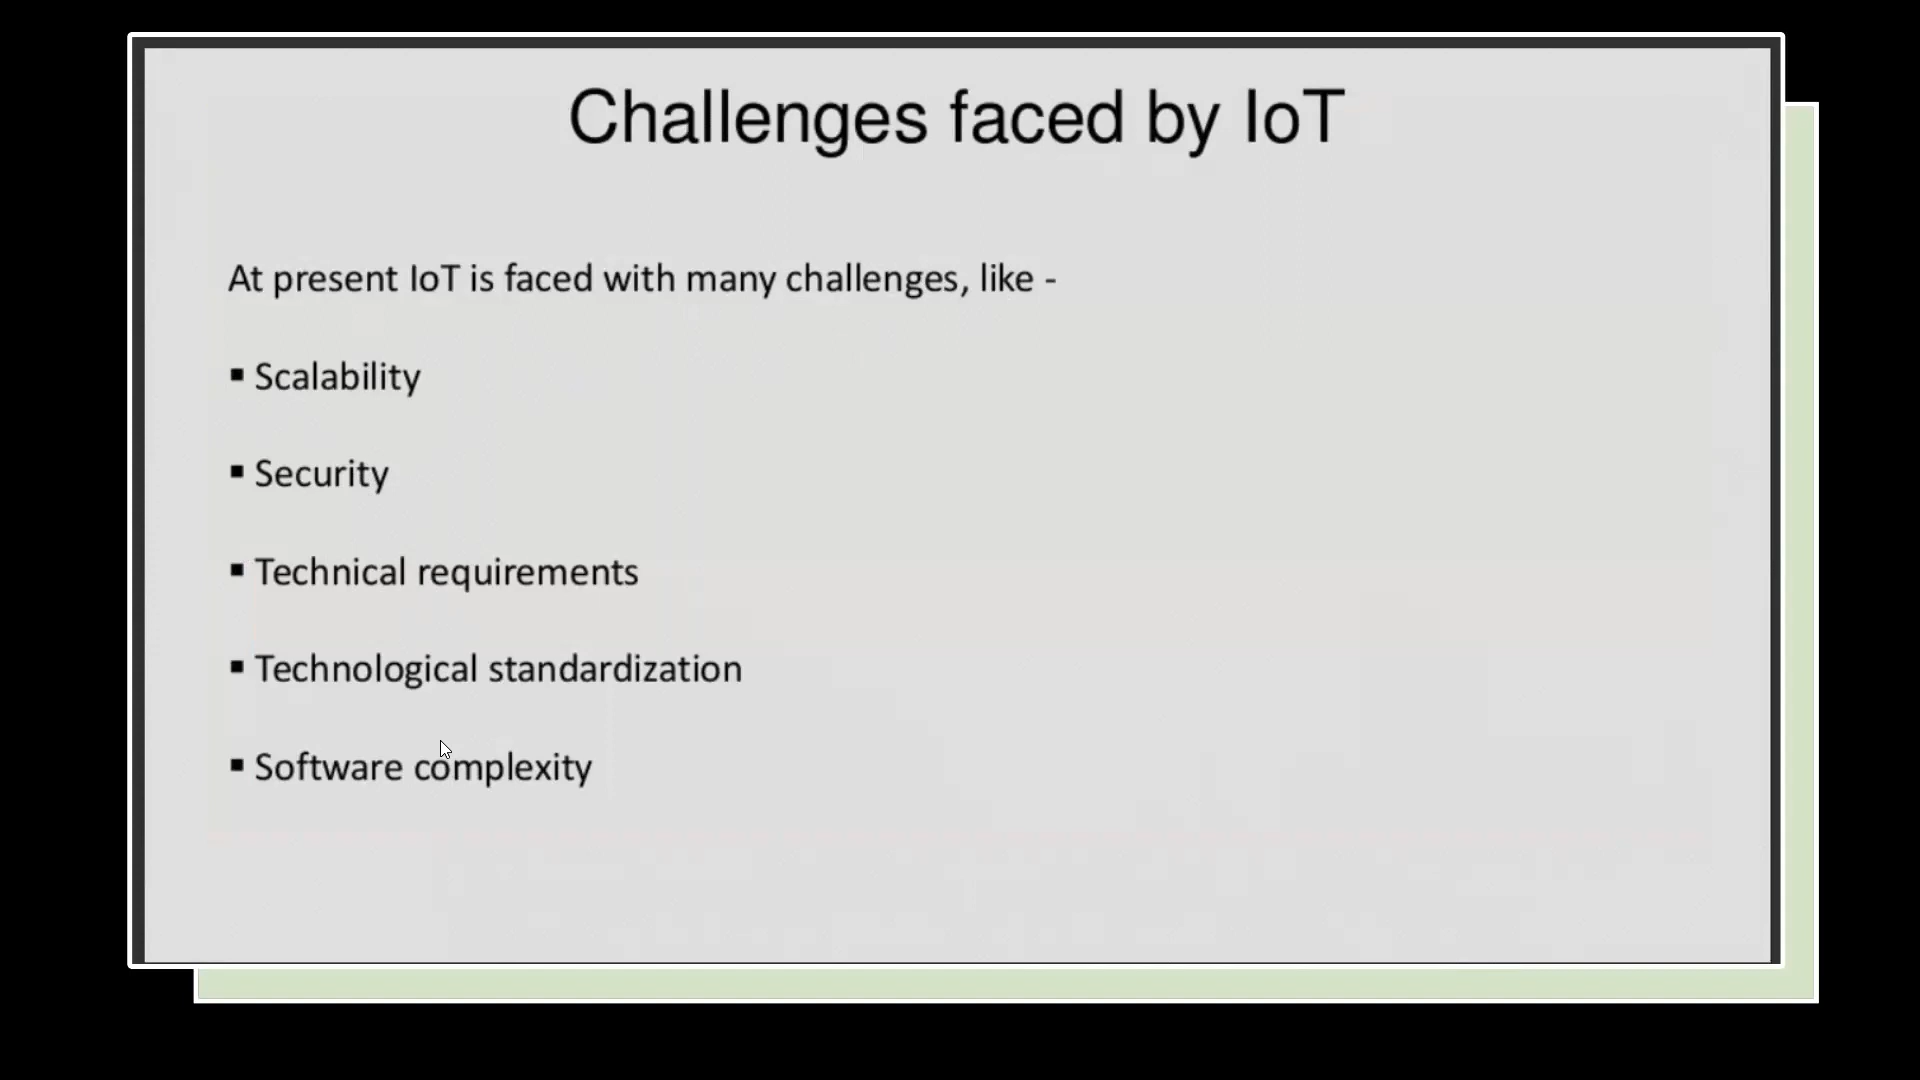 Challenges faced by IoT
At present IoT is faced with many challenges, like -
▪ Scalability
▪ Security
▪ Technical requirements
▪ Technological standardization
▪ Software complexity